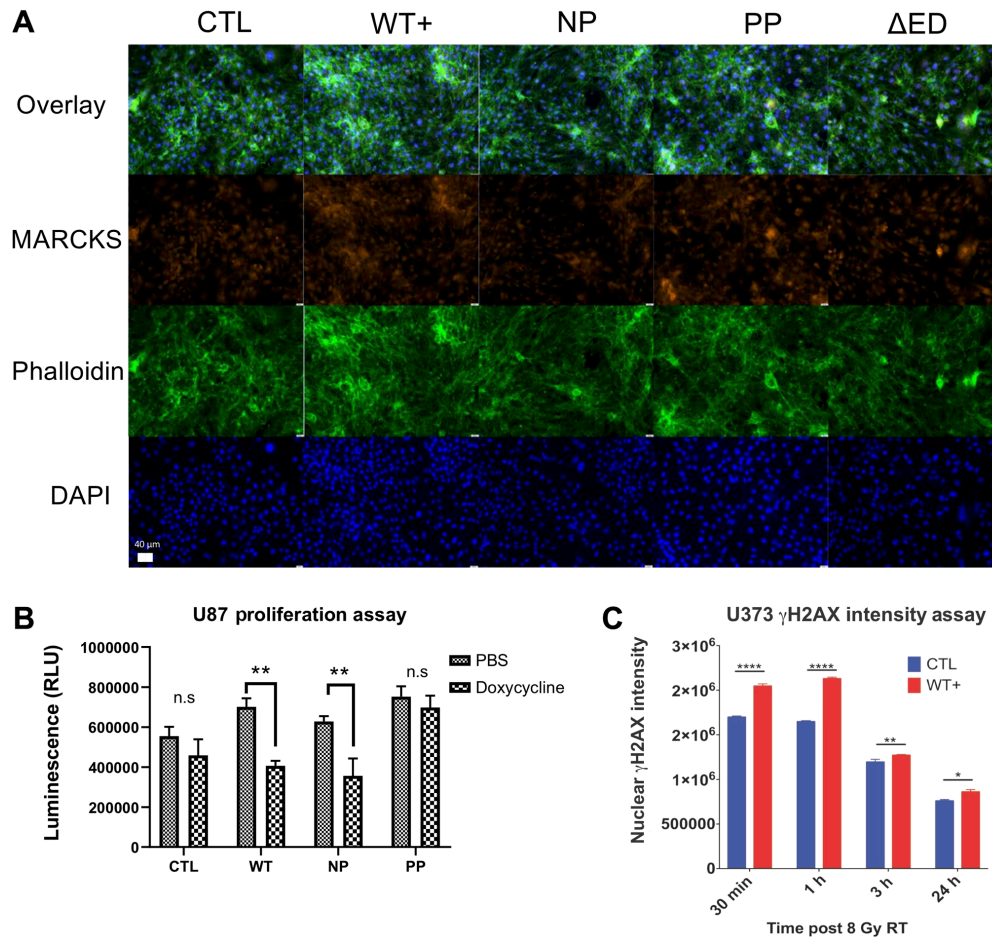 A
CTL WT+ NP PP ΔED
Overlay
MARCKS
Phalloidin
DAPI
40 µm
B
U87 proliferation assay
Luminescence (RLU)
1000000
800000
600000
400000
200000
0
n.s
**
**
n.s
PBS
Doxycycline
CTL WT NP PP
C
U373 γH2AX intensity assay
Nuclear γH2AX intensity
3×10⁶
2×10⁶
2×10⁶
1×10⁶
500000
0
****
****
**
*
CTL
WT+
30 min 1 h 3 h 24 h
Time post 8 Gy RT